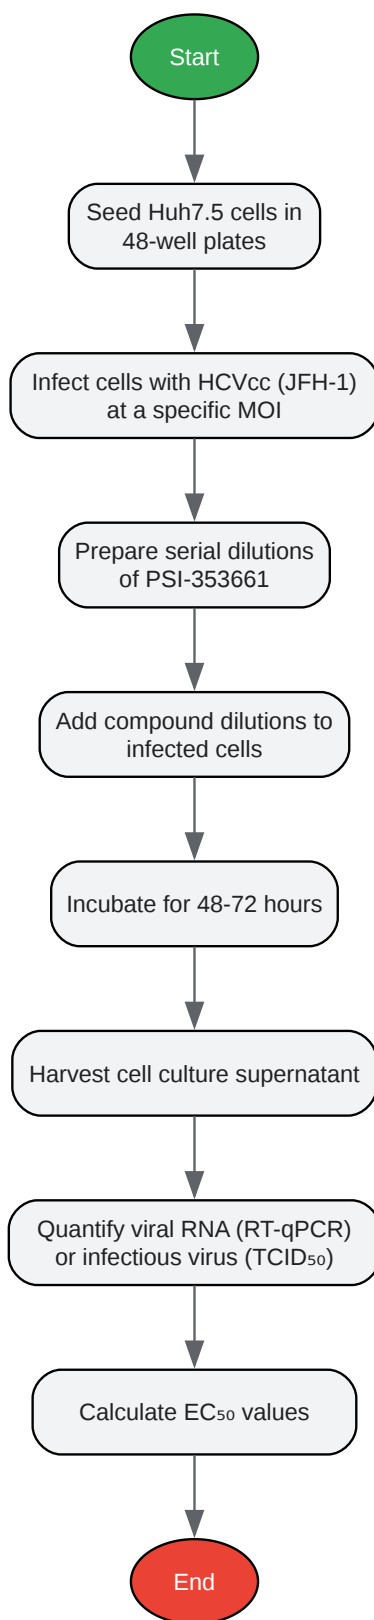 Start
Seed Huh7.5 cells in
48-well plates
Infect cells with HCVcc (JFH-1)
at a specific MOI
Prepare serial dilutions
of PSI-353661
Add compound dilutions to
infected cells
Incubate for 48-72 hours
Harvest cell culture supernatant
Quantify viral RNA (RT-qPCR)
or infectious virus (TCID₅₀)
Calculate EC₅₀ values
End